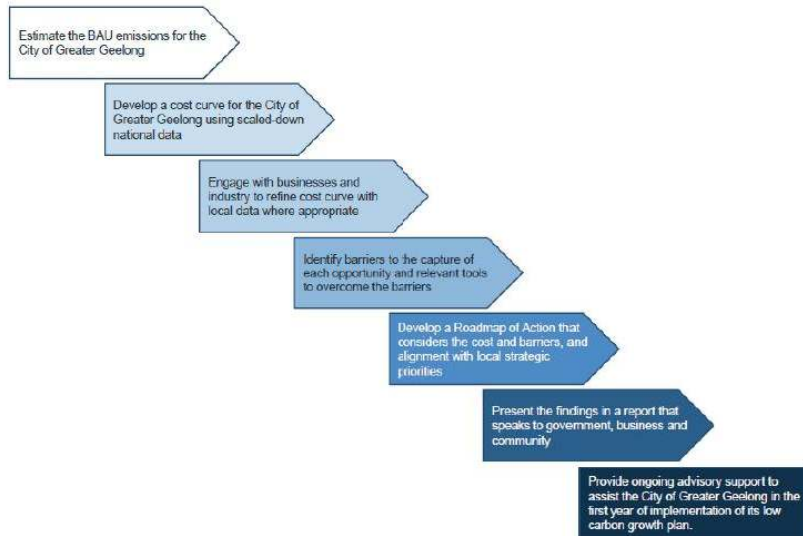 Estimate the BAU emissions for the
City of Greater Geelong
Develop a cost curve for the City of
Greater Geelong using scaled-down
national data
Engage with businesses and
industry to refine cost curve with
local data where appropriate
Identify barriers to the capture of
each opportunity and relevant tools
to overcome the barriers
Develop a Roadmap of Action that
considers the cost and barriers, and
alignment with local strategic
priorities
Present the findings in a report that
speaks to government, business and
community
Provide ongoing advisory support to
assist the City of Greater Geelong in the
first year of implementation of its low
carbon growth plan.